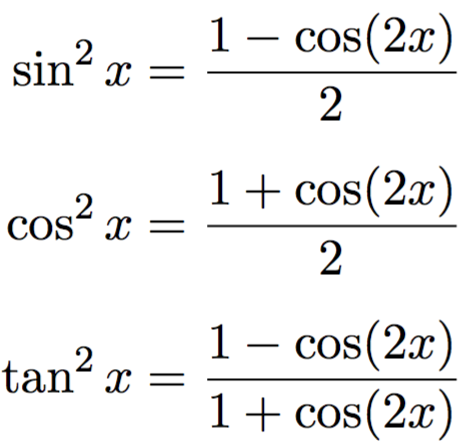 sin² x = (1 − cos(2x))/2
cos² x = (1 + cos(2x))/2
tan² x = (1 − cos(2x))/(1 + cos(2x))